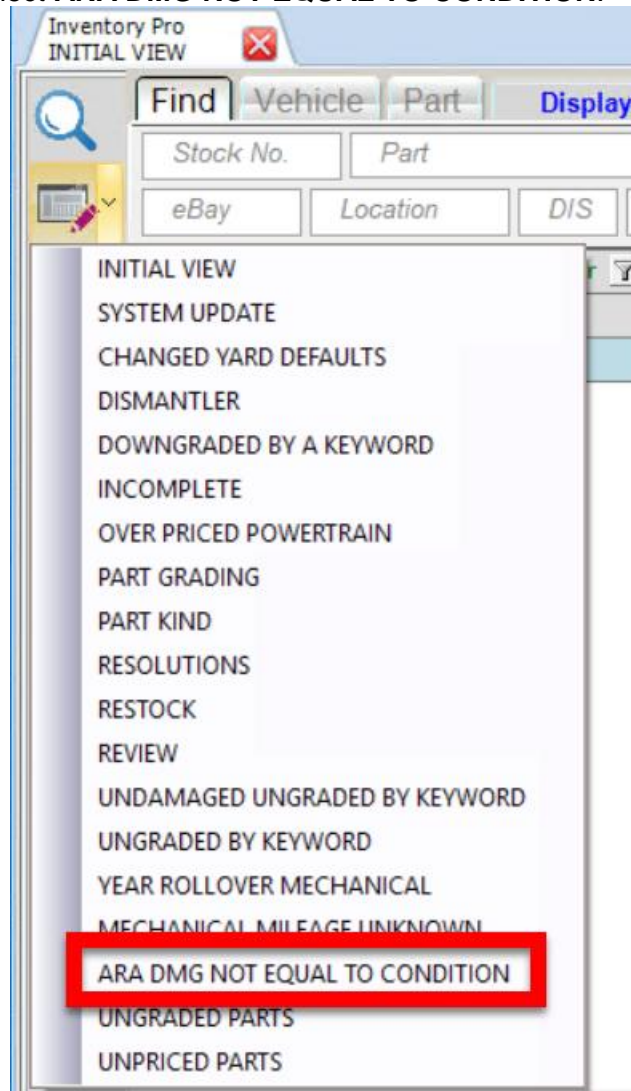 Inventory Pro
INITIAL VIEW
Find Vehicle Part Display
Stock No. Part
eBay Location DIS
INITIAL VIEW
SYSTEM UPDATE
CHANGED YARD DEFAULTS
DISMANTLER
DOWNGRADED BY A KEYWORD
INCOMPLETE
OVER PRICED POWERTRAIN
PART GRADING
PART KIND
RESOLUTIONS
RESTOCK
REVIEW
UNDAMAGED UNGRADED BY KEYWORD
UNGRADED BY KEYWORD
YEAR ROLLOVER MECHANICAL
MECHANICAL MILEAGE UNKNOWN
ARA DMG NOT EQUAL TO CONDITION
UNGRADED PARTS
UNPRICED PARTS